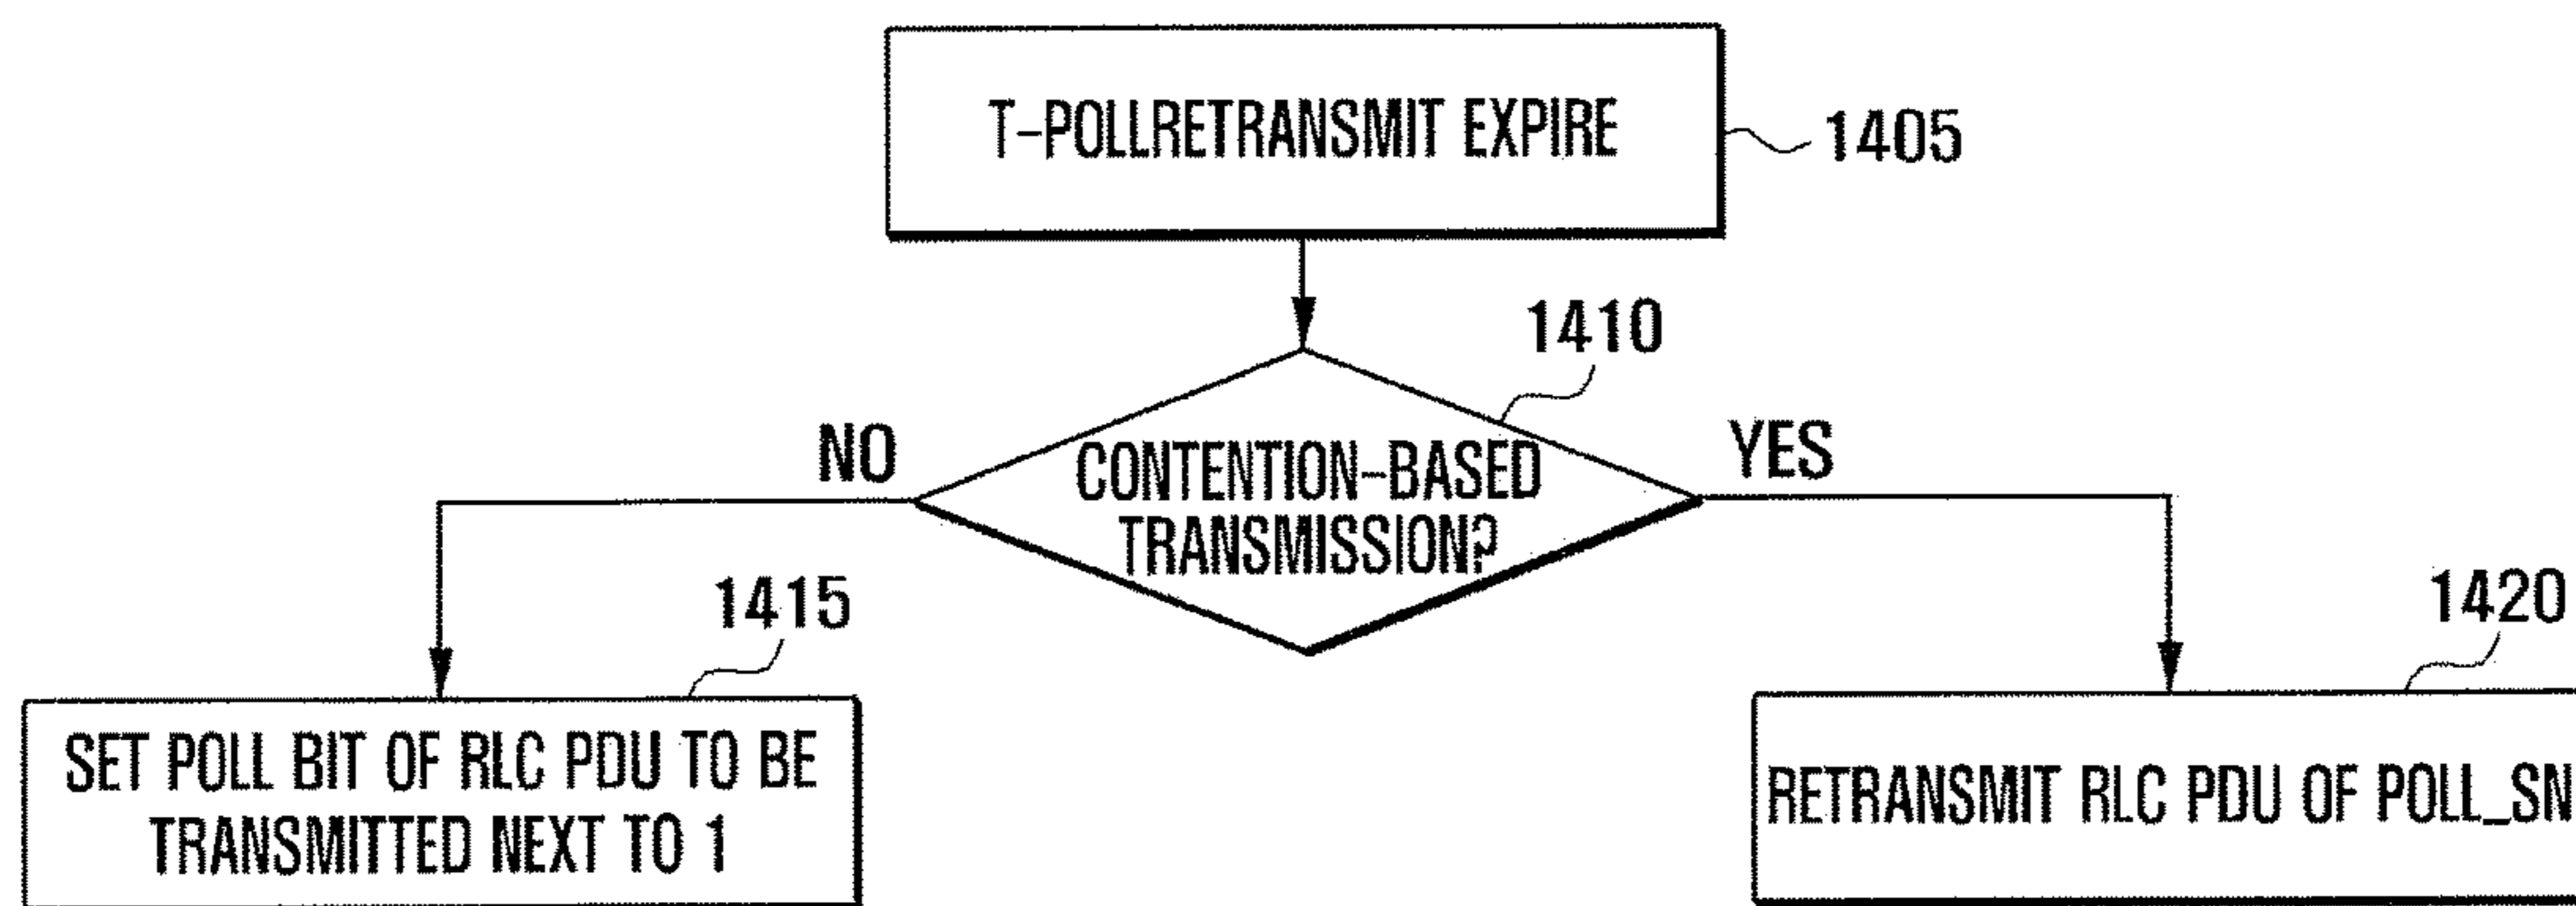 T-POLLRETRANSMIT EXPIRE
1405
1410
NO
CONTENTION-BASED
TRANSMISSION?
YES
1415
1420
SET POLL BIT OF RLC PDU TO BE
TRANSMITTED NEXT TO 1
RETRANSMIT RLC PDU OF POLL_SN